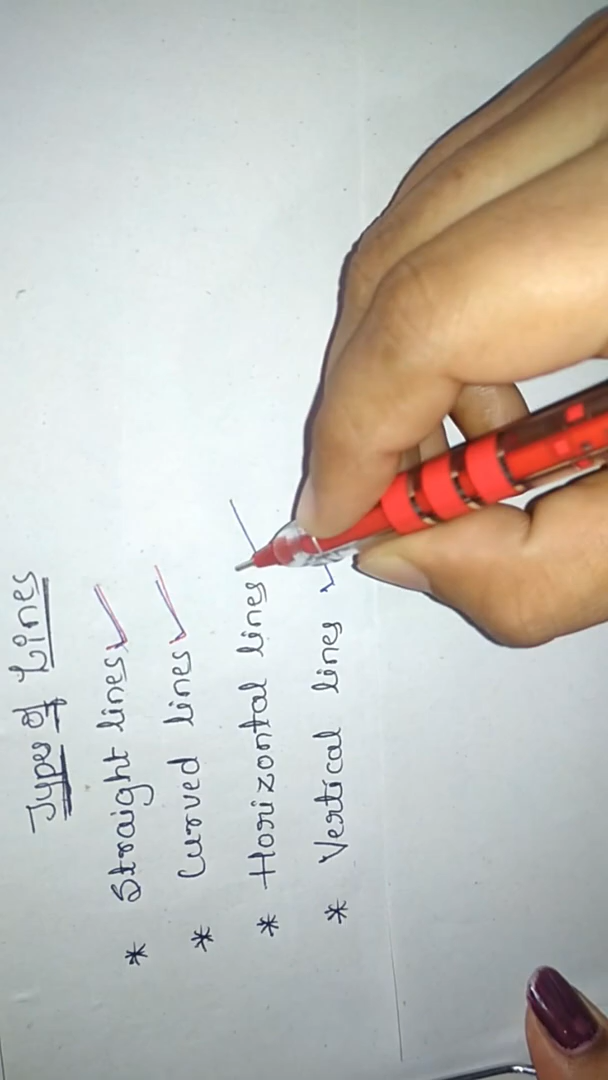 Types of Lines
* Straight lines ✓
* Curved lines ✓
* Horizontal lines
* Vertical lines ✓